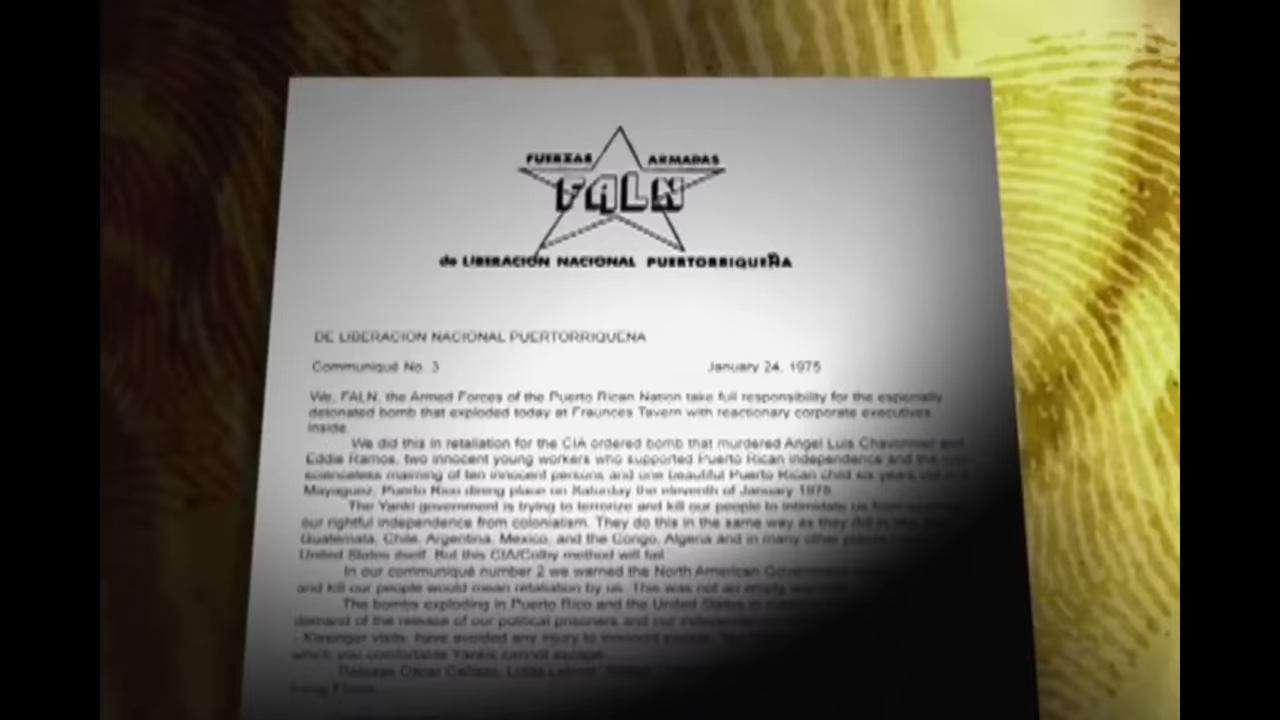 FUERZAS ARMADAS
FALN
de LIBERACIÓN NACIONAL PUERTORRIQUEÑA
DE LIBERACION NACIONAL PUERTORRIQUENA
Communiqué No. 3 January 24, 1975
We, FALN, the Armed Forces of the Puerto Rican Nation take full responsibility for the especially
detonated bomb that exploded today at Fraunces Tavern with reactionary corporate executives
inside.
We did this in retaliation for the CIA ordered bomb that murdered Angel Luis Chavonnier and
Eddie Ramos, two innocent young workers who supported Puerto Rican independence and the
maiming of ten innocent persons and one beautiful Puerto Rican child six years old
Mayaguez, Puerto Rico dining place on Saturday the eleventh of January
The Yanki government is trying to terrorize and kill our people to intimidate us from
our rightful independence from colonialism. They do this in the same way as they did in
Guatemala, Chile, Argentina, Mexico, and the Congo, Algeria and in many other places
United States itself. But this CIA/Colby method will fail.
In our communiqué number 2 we warned the North American
and kill our people would mean retaliation by us. This was not an empty
The bombs exploding in Puerto Rico and the United States in
demand of the release of our political prisoners and our
visits, have avoided any injury to innocent
which you comfortable Yankis cannot escape.
Release Oscar Collazo, Lolita